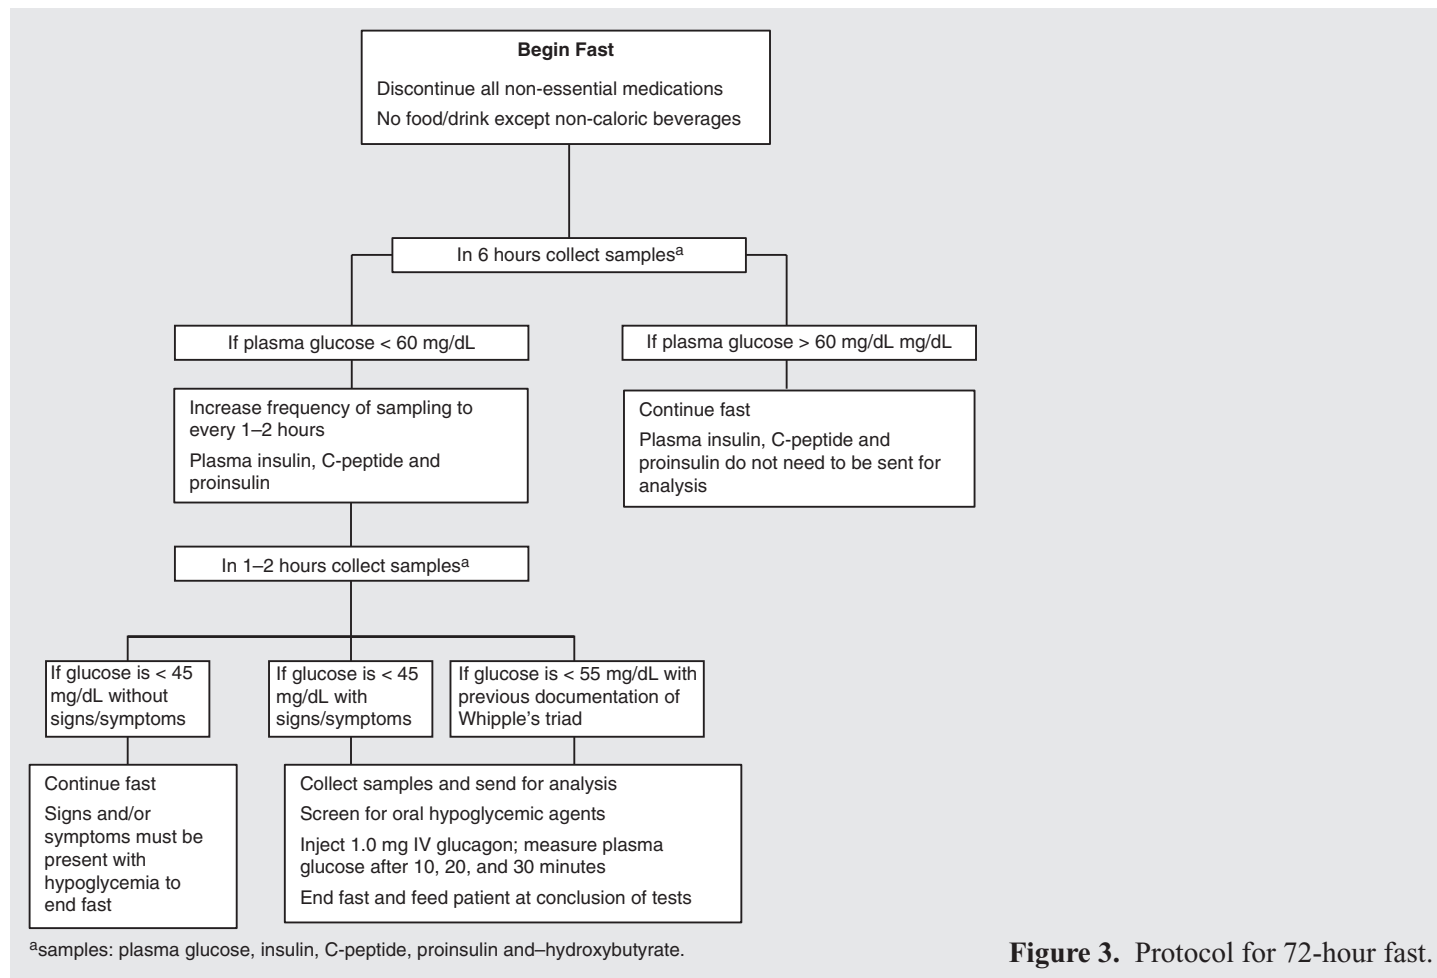 Begin Fast
Discontinue all non-essential medications
No food/drink except non-caloric beverages
In 6 hours collect samplesa
If plasma glucose < 60 mg/dL
If plasma glucose > 60 mg/dL mg/dL
Increase frequency of sampling to
every 1–2 hours
Plasma insulin, C-peptide and
proinsulin
Continue fast
Plasma insulin, C-peptide and
proinsulin do not need to be sent for
analysis
In 1–2 hours collect samplesa
If glucose is < 45
mg/dL without
signs/symptoms
If glucose is < 45
mg/dL with
signs/symptoms
If glucose is < 55 mg/dL with
previous documentation of
Whipple's triad
Continue fast
Signs and/or
symptoms must be
present with
hypoglycemia to
end fast
Collect samples and send for analysis
Screen for oral hypoglycemic agents
Inject 1.0 mg IV glucagon; measure plasma
glucose after 10, 20, and 30 minutes
End fast and feed patient at conclusion of tests
asamples: plasma glucose, insulin, C-peptide, proinsulin and–hydroxybutyrate.
Figure 3. Protocol for 72-hour fast.